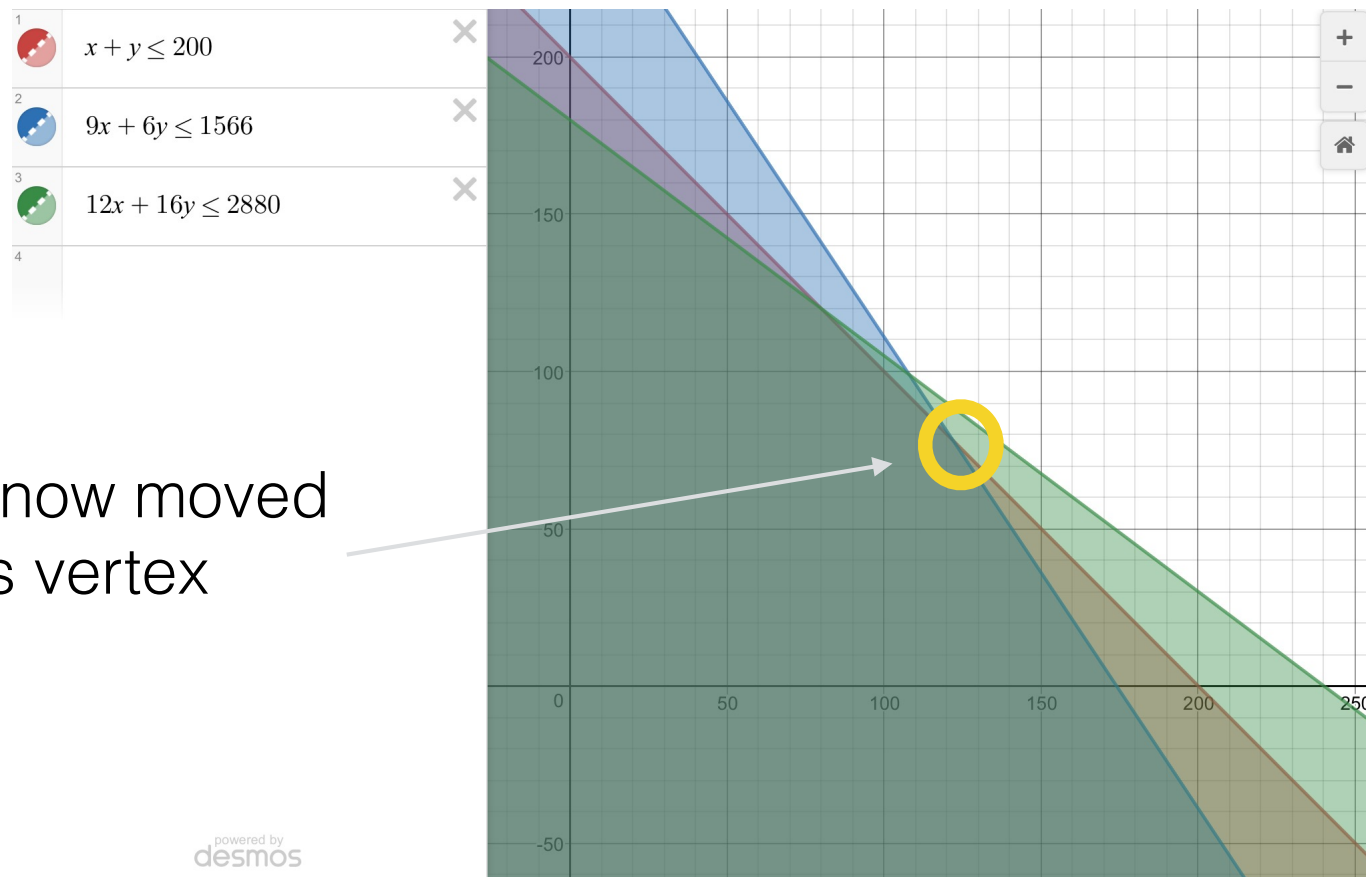 1
x + y ≤ 200
2
9x + 6y ≤ 1566
3
12x + 16y ≤ 2880
4
now moved
s vertex
powered by
desmos
200
150
100
50
0
50
100
150
200
250
-50
+
−